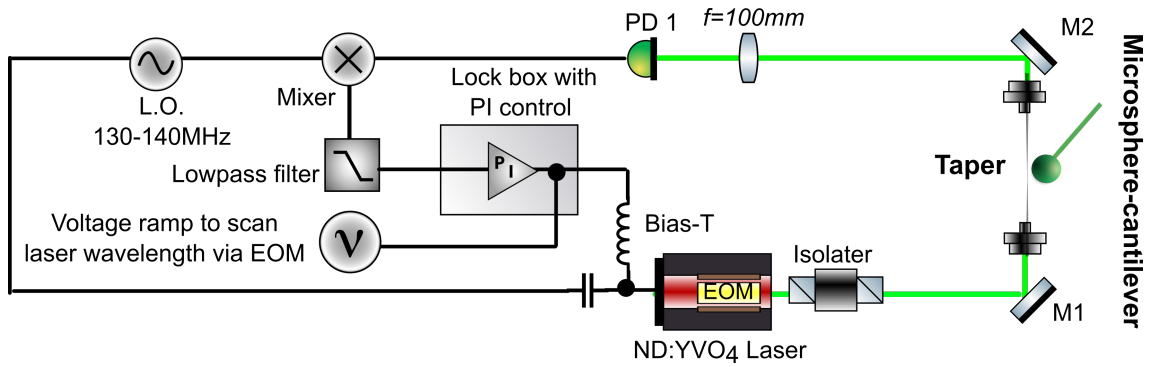 PD 1
f=100mm
M2
L.O.
130-140MHz
Mixer
Lock box with
PI control
Lowpass filter
P
I
Taper
Microsphere-cantilever
Voltage ramp to scan
laser wavelength via EOM
V
Bias-T
Isolater
EOM
M1
ND:YVO4 Laser